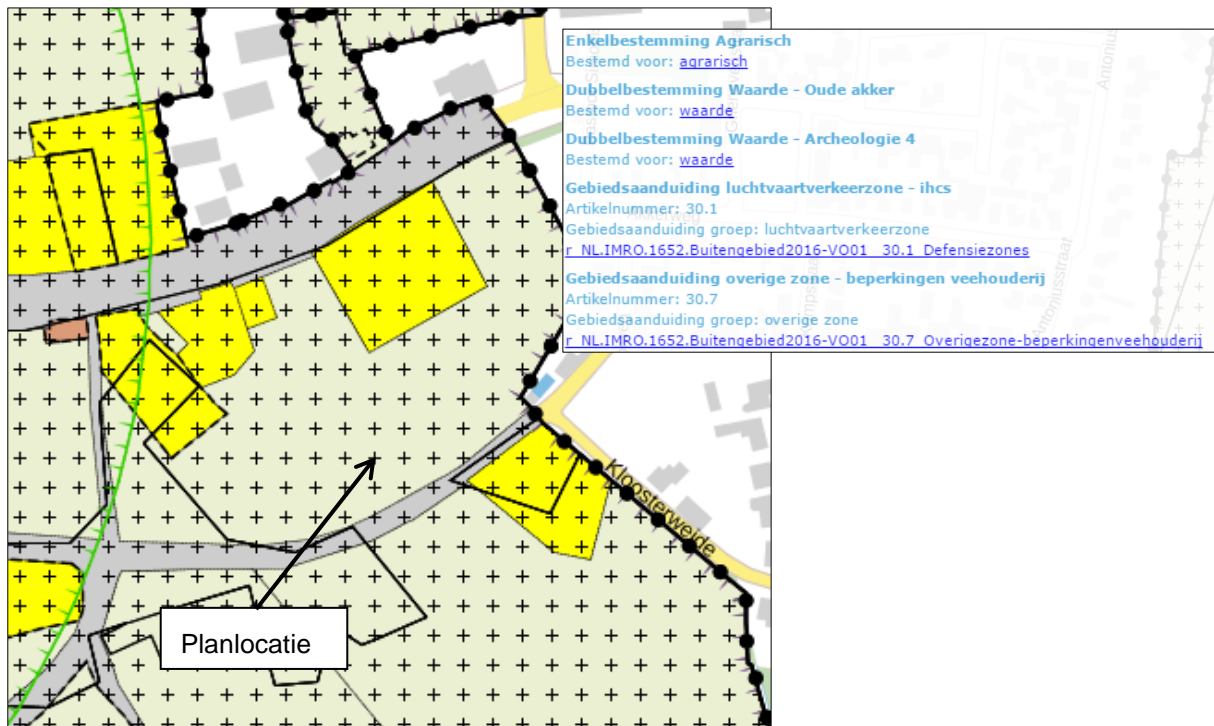 Enkelbestemming Agrarisch
Bestemd voor: agrarisch
Dubbelbestemming Waarde - Oude akker
Bestemd voor: waarde
Dubbelbestemming Waarde - Archeologie 4
Bestemd voor: waarde
Gebiedsaanduiding luchtvaartverkeerzone - ihcs
Artikelnummer: 30.1
Gebiedsaanduiding groep: luchtvaartverkeerzone
r_NL.IMRO.1652.Buitengebied2016-VO01__30.1_Defensiezones
Gebiedsaanduiding overige zone - beperkingen veehouderij
Artikelnummer: 30.7
Gebiedsaanduiding groep: overige zone
r_NL.IMRO.1652.Buitengebied2016-VO01__30.7_Overigezone-beperkingenveehouderij
Antoniusstraat
Kloosterweide
Planlocatie